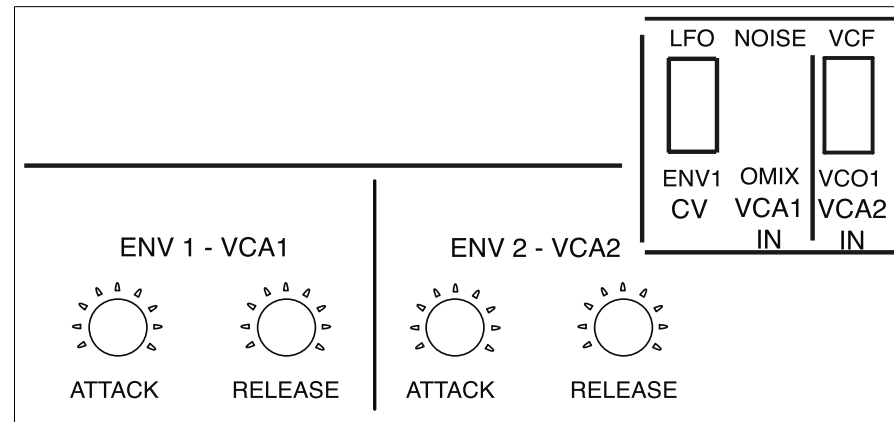 LFO NOISE VCF
ENV1 OMIX VCO1
CV VCA1 VCA2
IN IN
ENV 1 - VCA1 ENV 2 - VCA2
ATTACK RELEASE ATTACK RELEASE